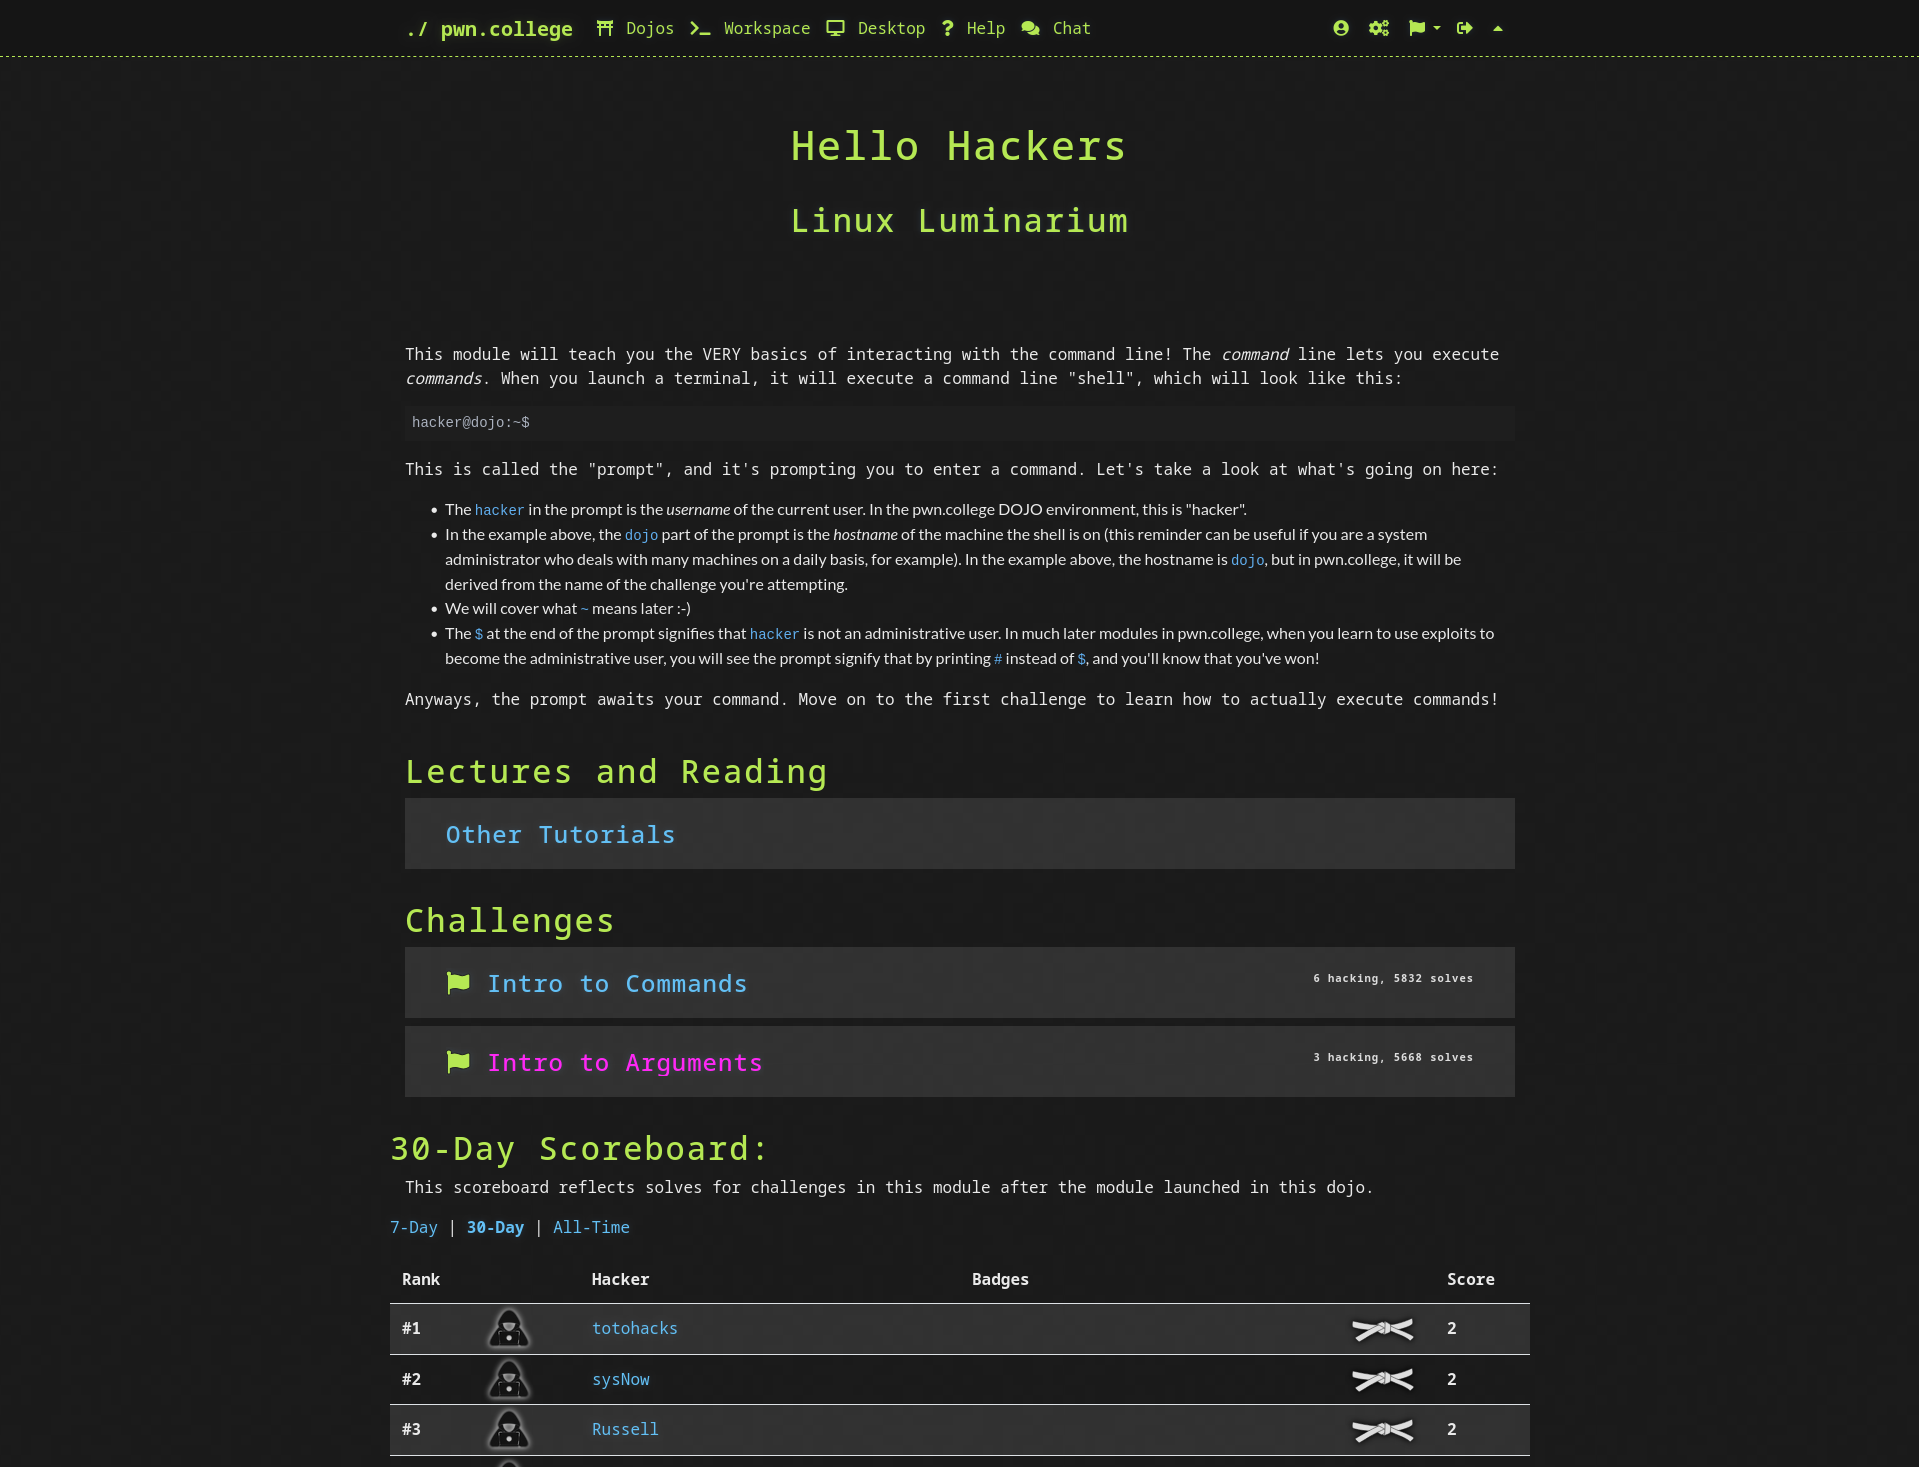 ./ pwn.college Dojos Workspace Desktop Help Chat
Hello Hackers
Linux Luminarium
This module will teach you the VERY basics of interacting with the command line! The command line lets you execute
commands. When you launch a terminal, it will execute a command line "shell", which will look like this:
hacker@dojo:~$
This is called the "prompt", and it's prompting you to enter a command. Let's take a look at what's going on here:
• The hacker in the prompt is the username of the current user. In the pwn.college DOJO environment, this is "hacker".
• In the example above, the dojo part of the prompt is the hostname of the machine the shell is on (this reminder can be useful if you are a system
administrator who deals with many machines on a daily basis, for example). In the example above, the hostname is dojo, but in pwn.college, it will be
derived from the name of the challenge you're attempting.
• We will cover what ~ means later :-)
• The $ at the end of the prompt signifies that hacker is not an administrative user. In much later modules in pwn.college, when you learn to use exploits to
become the administrative user, you will see the prompt signify that by printing # instead of $, and you'll know that you've won!
Anyways, the prompt awaits your command. Move on to the first challenge to learn how to actually execute commands!
Lectures and Reading
Other Tutorials
Challenges
Intro to Commands 6 hacking, 5832 solves
Intro to Arguments 3 hacking, 5668 solves
30-Day Scoreboard:
This scoreboard reflects solves for challenges in this module after the module launched in this dojo.
7-Day | 30-Day | All-Time
Rank Hacker Badges Score
#1 totohacks 2
#2 sysNow 2
#3 Russell 2